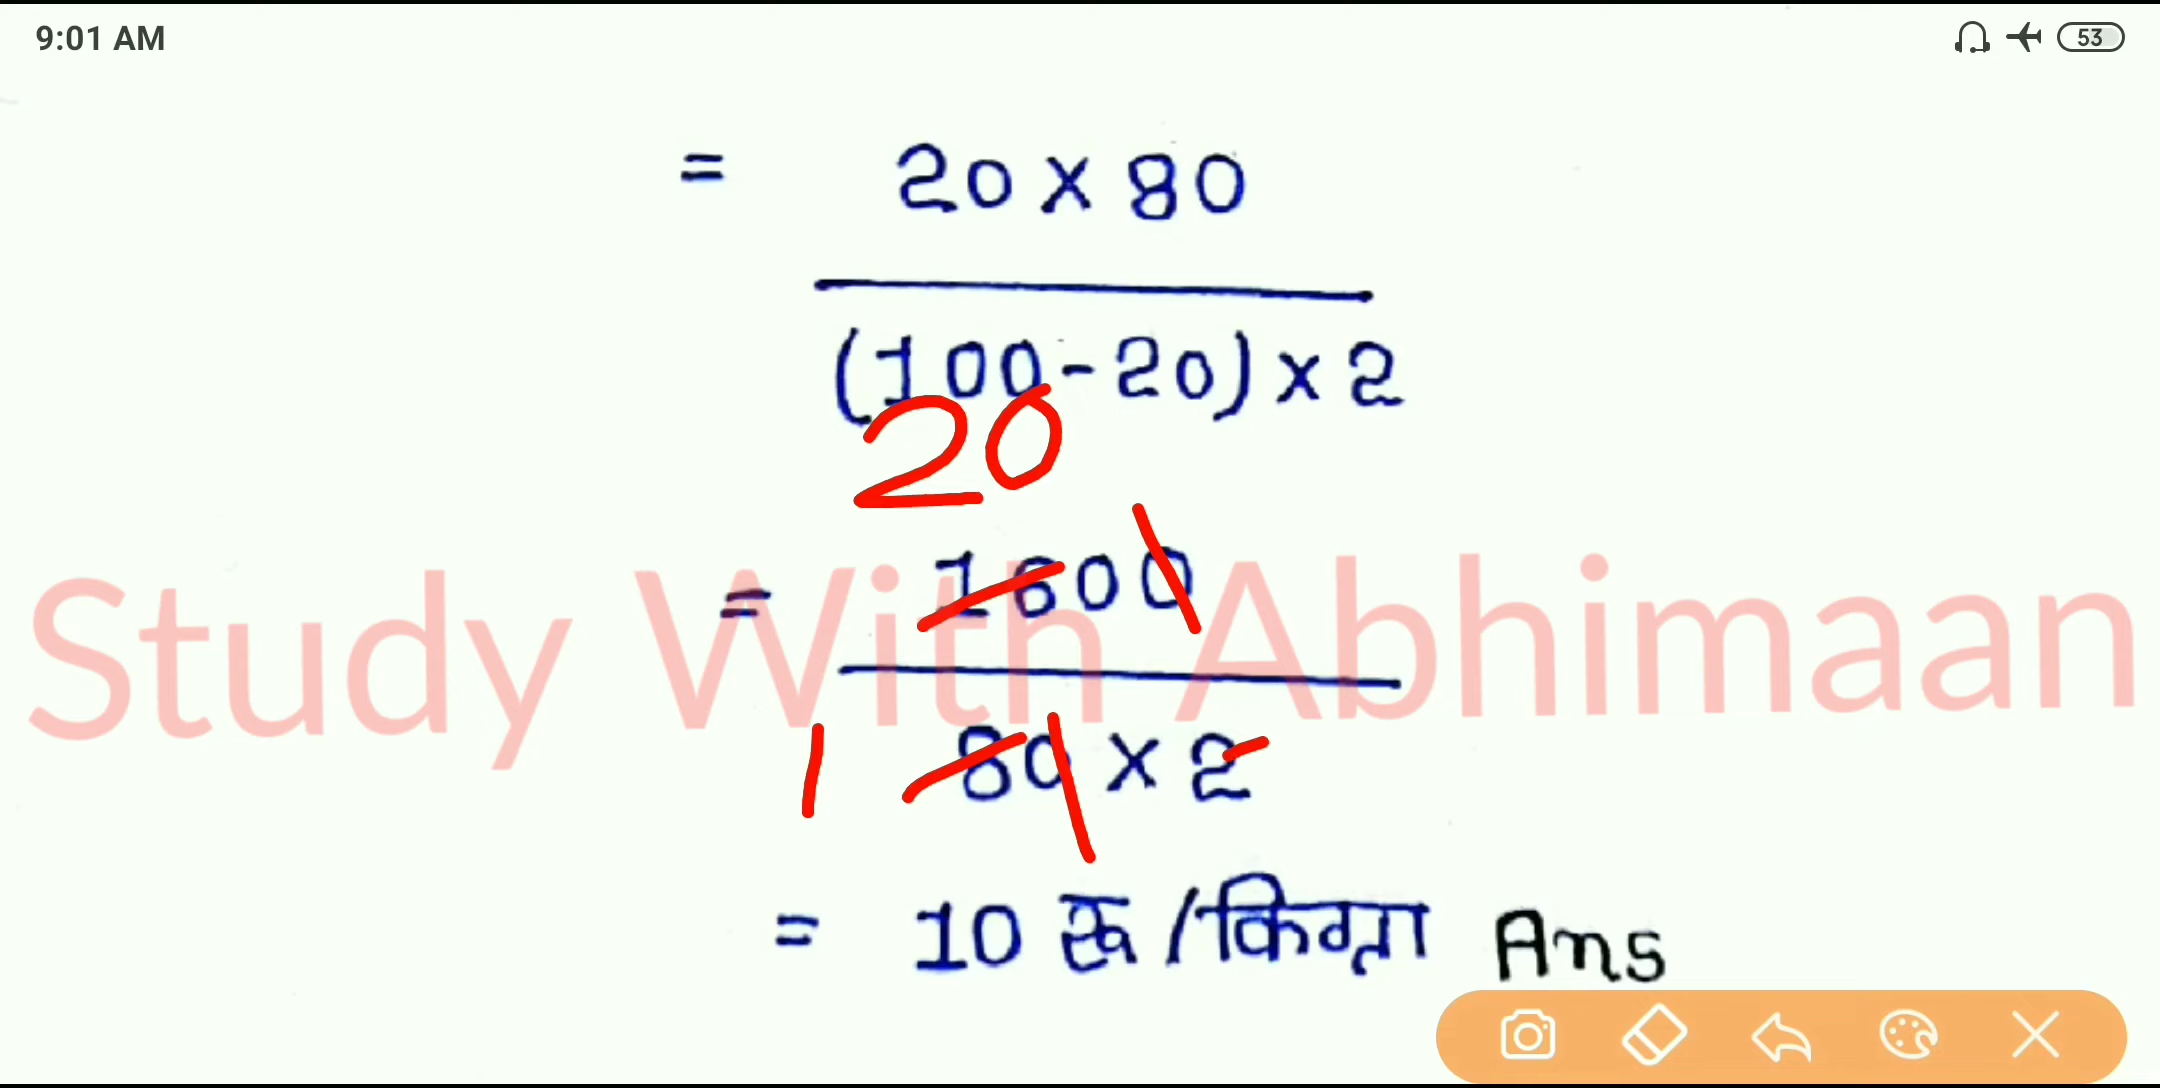 9:01 AM
53
= 20 x 80
(100-20) x 2
20
= 1600
Study With Abhimaan
1 80 x 2
= 10 रू /किग्रा Ans